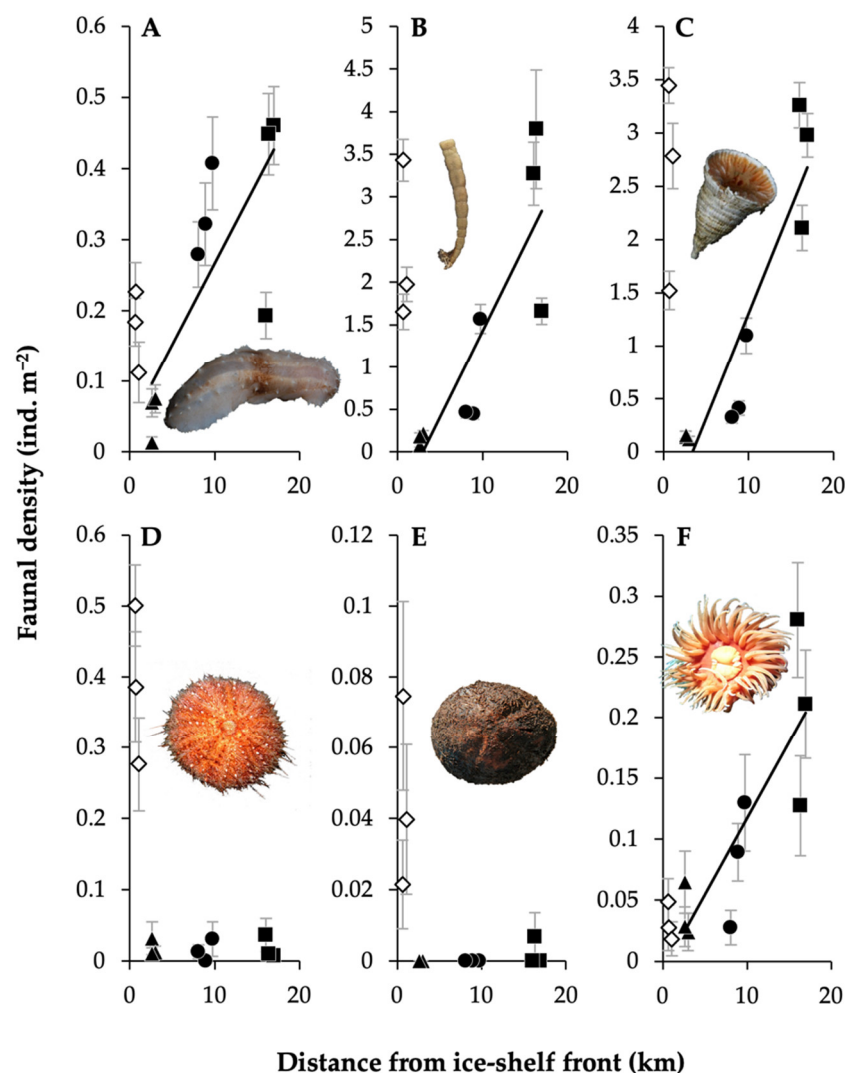 A B C
0.6 5 4
0.5 4.5 3.5
0.4 4 3
0.3 3.5 2.5
0.2 3 2
0.1 2.5 1.5
0 2 1
1.5 0.5
1 0
0.5
0
0 10 20 0 10 20 0 10 20
Faunal density (ind. m⁻²)
D E F
0.6 0.12 0.35
0.5 0.1 0.3
0.4 0.08 0.25
0.3 0.06 0.2
0.2 0.04 0.15
0.1 0.02 0.1
0 0 0.05
0
0 10 20 0 10 20 0 10 20
Distance from ice-shelf front (km)